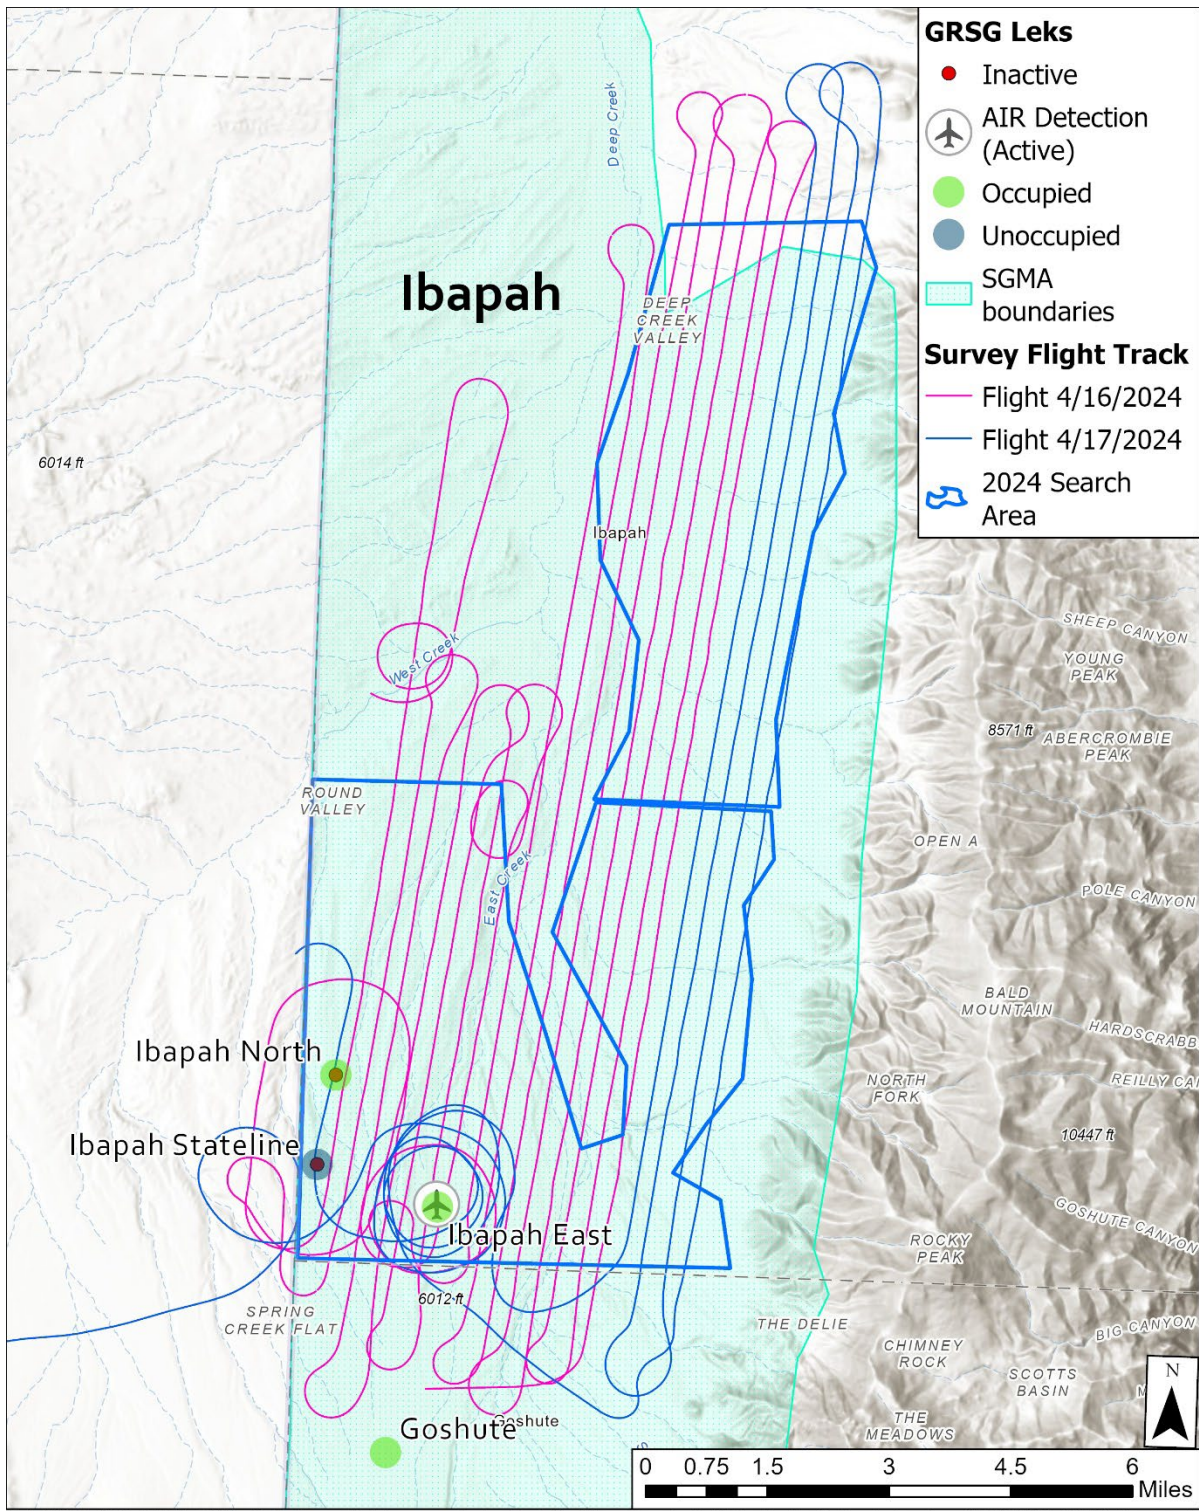 GRSG Leks
Inactive
AIR Detection
(Active)
Occupied
Unoccupied
SGMA
boundaries
Survey Flight Track
Flight 4/16/2024
Flight 4/17/2024
2024 Search
Area
Deep Creek
Ibapah
DEEP
CREEK
VALLEY
6014 ft
Ibapah
SHEEP CANYON
YOUNG
PEAK
West Creek
8571 ft
ABERCROMBIE
PEAK
ROUND
VALLEY
OPEN A
East Creek
POLE CANYON
BALD
MOUNTAIN
HARDSCRABB
Ibapah North
NORTH
FORK
REILLY CA
Ibapah Stateline
10447 ft
Ibapah East
GOSHUTE CANYON
ROCKY
PEAK
6012 ft
SPRING
CREEK FLAT
THE DELIE
BIG CANYON
CHIMNEY
ROCK
SCOTTS
BASIN
M
N
THE
MEADOWS
Goshute
Goshute
0 0.75 1.5 3 4.5 6
Miles